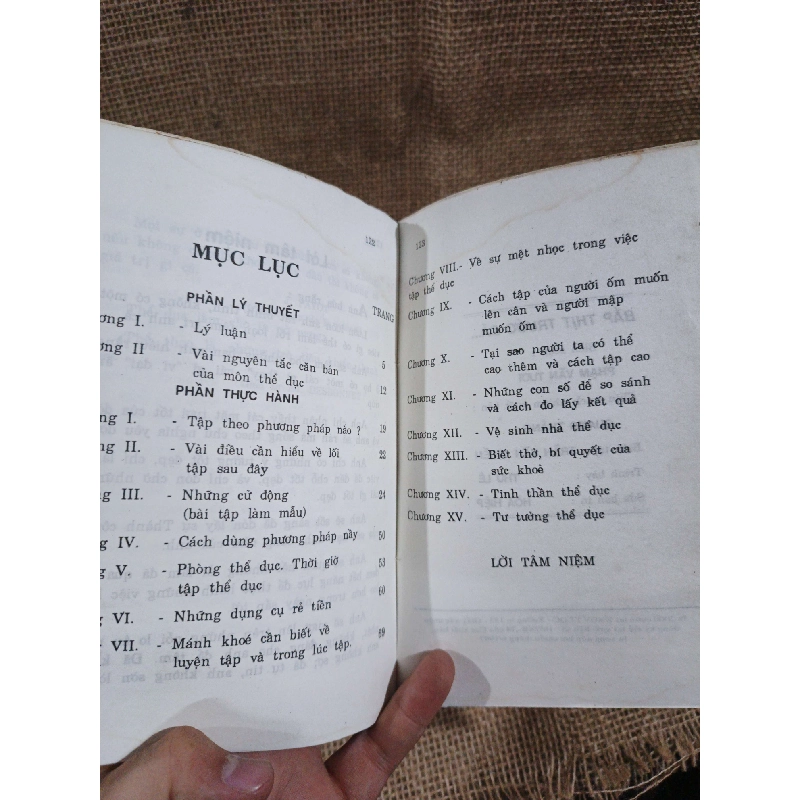 122
MỤC LỤC
PHẦN LÝ THUYẾT TRANG
ơng I. - Lý luận 5
ơng II - Vài nguyên tắc căn bản
của môn thể dục 12
PHẦN THỰC HÀNH
ng I. - Tập theo phương pháp nào ? 19
ng II. - Vài điều cần hiểu về lối 22
tập sau đây
ng III. - Những cử động 24
(bài tập làm mẫu)
ng IV. - Cách dùng phương pháp nầy 50
g V. - Phòng thể dục. Thời giờ 53
tập thể dục
g VI. - Những dụng cụ rẻ tiền 60
g VII. - Mánh khoé cần biết về
luyện tập và trong lúc tập. 69
123
Chương VIII.- Về sự mệt nhọc trong việc
tập thể dục
Chương IX. - Cách tập của người ốm muốn
lên cân và người mập
muốn ốm
Chương X. - Tại sao người ta có thể
cao thêm và cách tập cao
Chương XI. - Những con số để so sánh
và cách đo lấy kết quả
Chương XII. - Vệ sinh nhà thể dục
Chương XIII. - Biết thở, bí quyết của
sức khoẻ
Chương XIV. - Tinh thần thể dục
Chương XV. - Tư tưởng thể dục
LỜI TÂM NIỆM